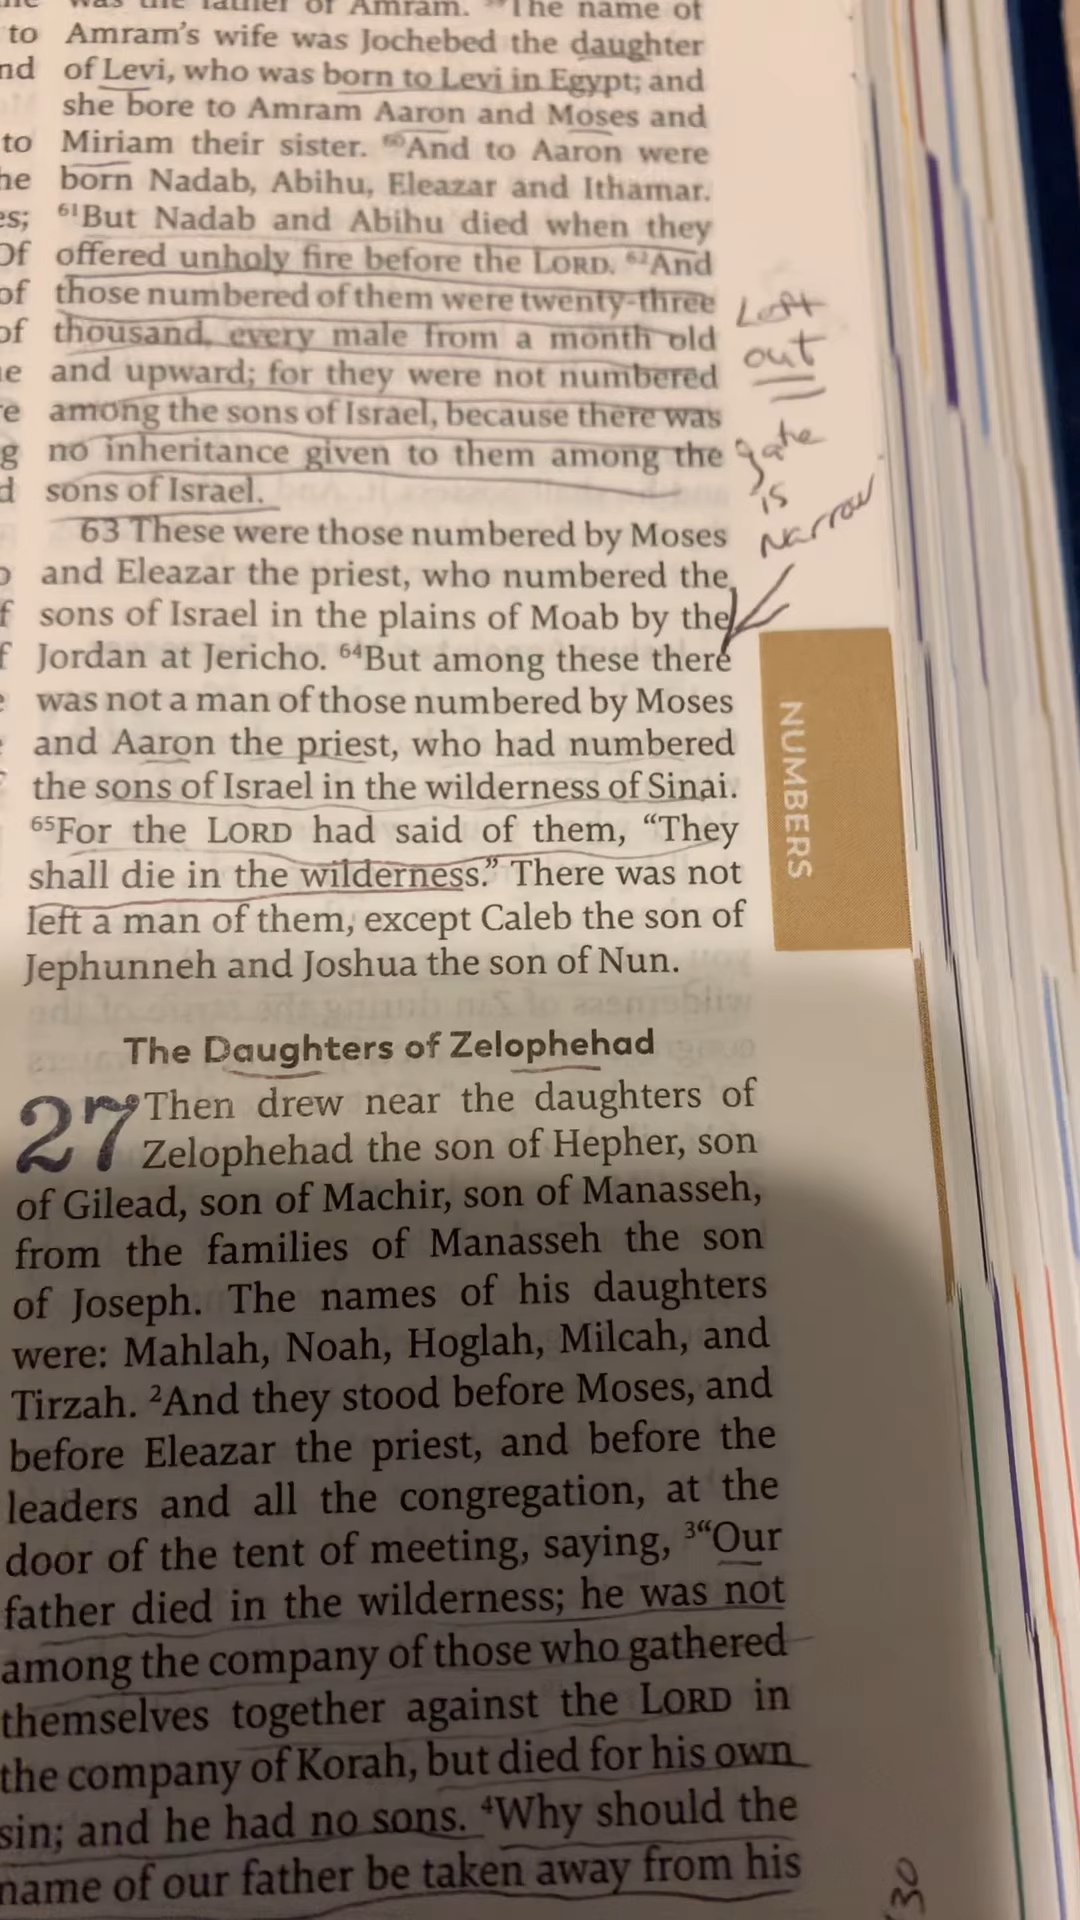 was the father of Amram. 59The name of
to Amram's wife was Jochebed the daughter
nd of Levi, who was born to Levi in Egypt; and
she bore to Amram Aaron and Moses and
to Miriam their sister. 60And to Aaron were
he born Nadab, Abihu, Eleazar and Ithamar.
es; 61But Nadab and Abihu died when they
Of offered unholy fire before the LORD. 62And
of those numbered of them were twenty-three
of thousand, every male from a month old
e and upward; for they were not numbered
e among the sons of Israel, because there was
g no inheritance given to them among the
d sons of Israel.
Left
out
gate
is
narrow
63 These were those numbered by Moses
and Eleazar the priest, who numbered the
f sons of Israel in the plains of Moab by the
f Jordan at Jericho. 64But among these there
was not a man of those numbered by Moses
and Aaron the priest, who had numbered
the sons of Israel in the wilderness of Sinai.
65For the LORD had said of them, “They
shall die in the wilderness.” There was not
left a man of them, except Caleb the son of
Jephunneh and Joshua the son of Nun.
NUMBERS
The Daughters of Zelophehad
27 Then drew near the daughters of
Zelophehad the son of Hepher, son
of Gilead, son of Machir, son of Manasseh,
from the families of Manasseh the son
of Joseph. The names of his daughters
were: Mahlah, Noah, Hoglah, Milcah, and
Tirzah. 2And they stood before Moses, and
before Eleazar the priest, and before the
leaders and all the congregation, at the
door of the tent of meeting, saying, 3“Our
father died in the wilderness; he was not
among the company of those who gathered
themselves together against the LORD in
the company of Korah, but died for his own
sin; and he had no sons. 4Why should the
name of our father be taken away from his
30